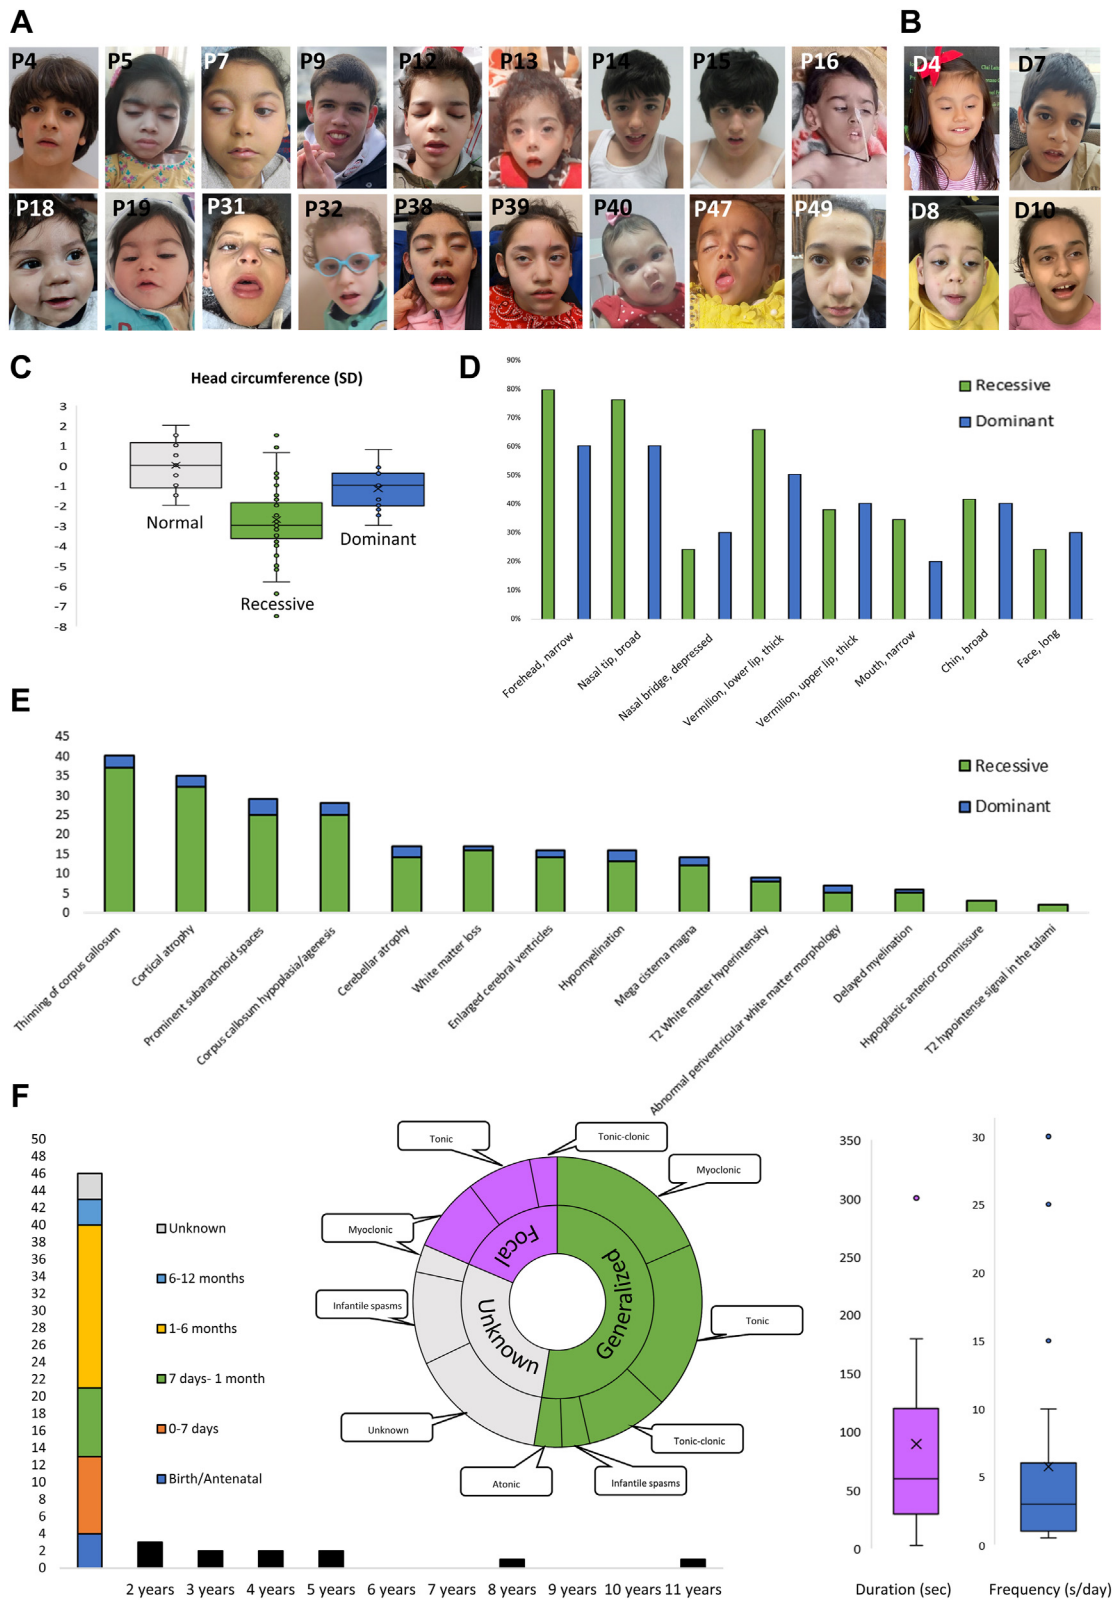 A
B
P4 P5 P7 P9 P12 P13 P14 P15 P16 D4 D7
P18 P19 P31 P32 P38 P39 P40 P47 P49 D8 D10
C
Head circumference (SD)
3
2
1
0
-1
-2
-3
-4
-5
-6
-7
-8
Normal
Recessive
Dominant
D
90%
80%
70%
60%
50%
40%
30%
20%
10%
0%
Recessive
Dominant
Forehead, narrow
Nasal tip, broad
Nasal bridge, depressed
Vermilion, lower lip, thick
Vermilion, upper lip, thick
Mouth, narrow
Chin, broad
Face, long
E
45
40
35
30
25
20
15
10
5
0
Recessive
Dominant
Thinning of corpus callosum
Cortical atrophy
Prominent subarachnoid spaces
Corpus callosum hypoplasia/agenesis
Cerebellar atrophy
White matter loss
Enlarged cerebral ventricles
Hypomyelination
Mega cisterna magna
T2 White matter hyperintensity
Abnormal periventricular white matter morphology
Delayed myelination
Hypoplastic anterior commissure
T2 hypointense signal in the talami
F
50
48
46
44
42
40
38
36
34
32
30
28
26
24
22
20
18
16
14
12
10
8
6
4
2
0
Unknown
6-12 months
1-6 months
7 days- 1 month
0-7 days
Birth/Antenatal
2 years 3 years 4 years 5 years 6 years 7 years 8 years 9 years 10 years 11 years
Tonic
Tonic-clonic
Myoclonic
Myoclonic
Focal
Generalized
Unknown
Infantile spasms
Tonic
Unknown
Tonic-clonic
Atonic
Infantile spasms
350
300
250
200
150
100
50
0
Duration (sec)
30
25
20
15
10
5
0
Frequency (s/day)